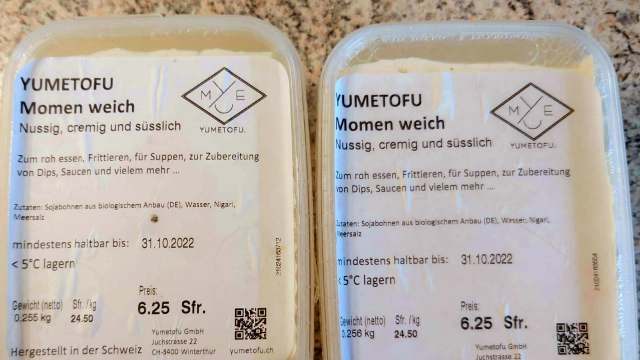 YUMETOFU
Momen weich
Nussig, cremig und süsslich
M Y E
YUMETOFU.
Zum roh essen, Frittieren, für Suppen, zur Zubereitung
von Dips, Saucen und vielem mehr ...
Zutaten: Sojabohnen aus biologischem Anbau (DE), Wasser, Nigari,
Meersalz
mindestens haltbar bis: 31.10.2022
< 5°C lagern
Gewicht (netto) Sfr. /kg Preis:
0.255 kg 24.50 6.25 Sfr.
Hergestellt in der Schweiz
Yumetofu GmbH
Juchstrasse 22
CH-8400 Winterthur
yumetofu.ch
YUMETOFU
Momen weich
Nussig, cremig und süsslich
M Y E
YUMETOFU.
Zum roh essen, Frittieren, für Suppen, zur Zubereitung
von Dips, Saucen und vielem mehr ...
Zutaten: Sojabohnen aus biologischem Anbau (DE), Wasser, Nigari,
Meersalz
mindestens haltbar bis: 31.10.2022
< 5°C lagern
Gewicht (netto) Sfr. /kg Preis:
0.256 kg 24.50 6.25 Sfr.
Yumetofu GmbH
Juchstrasse 22